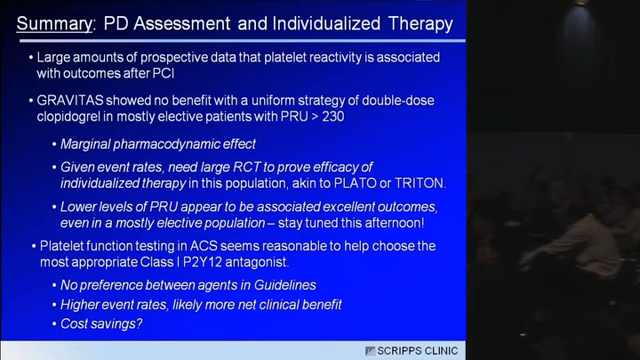 Summary: PD Assessment and Individualized Therapy
• Large amounts of prospective data that platelet reactivity is associated
with outcomes after PCI
• GRAVITAS showed no benefit with a uniform strategy of double-dose
clopidogrel in mostly elective patients with PRU > 230
• Marginal pharmacodynamic effect
• Given event rates, need large RCT to prove efficacy of
individualized therapy in this population, akin to PLATO or TRITON.
• Lower levels of PRU appear to be associated excellent outcomes,
even in a mostly elective population – stay tuned this afternoon!
• Platelet function testing in ACS seems reasonable to help choose the
most appropriate Class I P2Y12 antagonist.
• No preference between agents in Guidelines
• Higher event rates, likely more net clinical benefit
• Cost savings?
SCRIPPS CLINIC